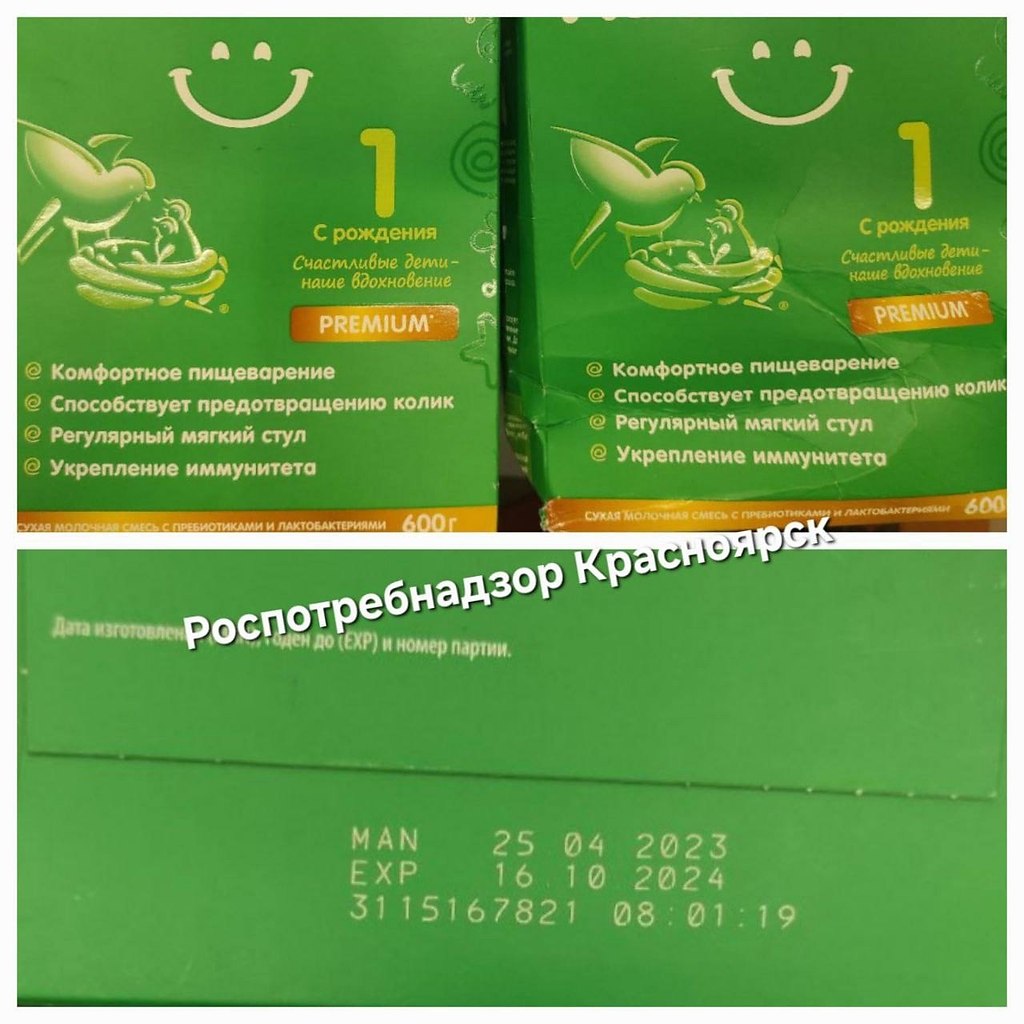 1
С рождения
Счастливые дети –
наше вдохновение
PREMIUM*
Комфортное пищеварение
Способствует предотвращению колик
Регулярный мягкий стул
Укрепление иммунитета
СУХАЯ МОЛОЧНАЯ СМЕСЬ С ПРЕБИОТИКАМИ И ЛАКТОБАКТЕРИЯМИ 600 г
1
С рождения
Счастливые дети –
наше вдохновение
PREMIUM*
Комфортное пищеварение
Способствует предотвращению колик
Регулярный мягкий стул
Укрепление иммунитета
СУХАЯ МОЛОЧНАЯ СМЕСЬ С ПРЕБИОТИКАМИ И ЛАКТОБАКТЕРИЯМИ 600
Роспотребнадзор Красноярск
Дата до (EXP) и номер партии.
MAN 25 04 2023
EXP 16 10 2024
3115167821 08:01:19